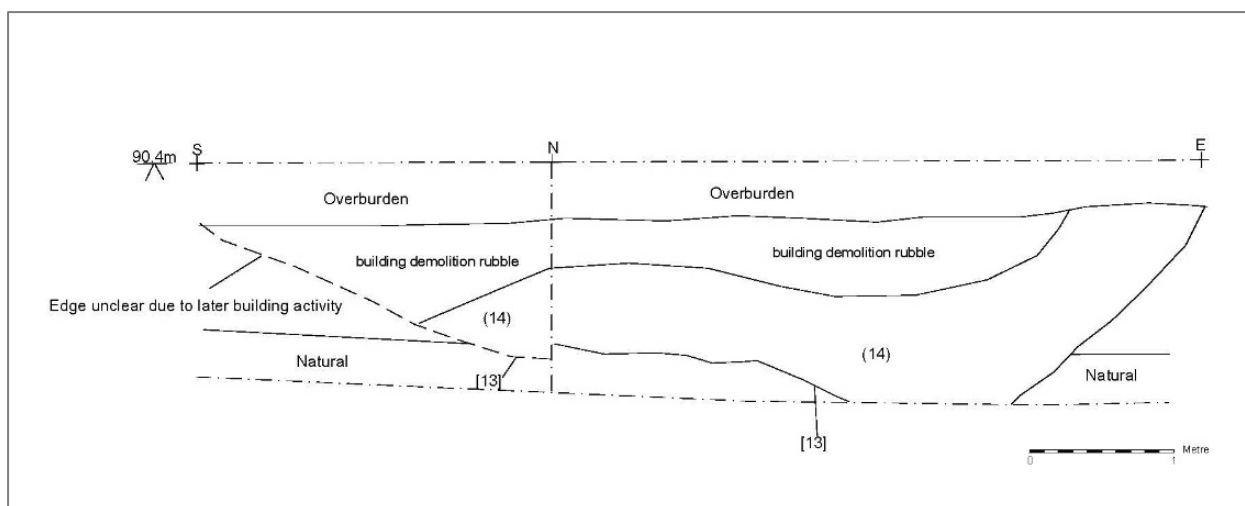 90.4m
S
N
E
Overburden
Overburden
building demolition rubble
building demolition rubble
Edge unclear due to later building activity
(14)
(14)
Natural
Natural
[13]
[13]
Metre
0
1